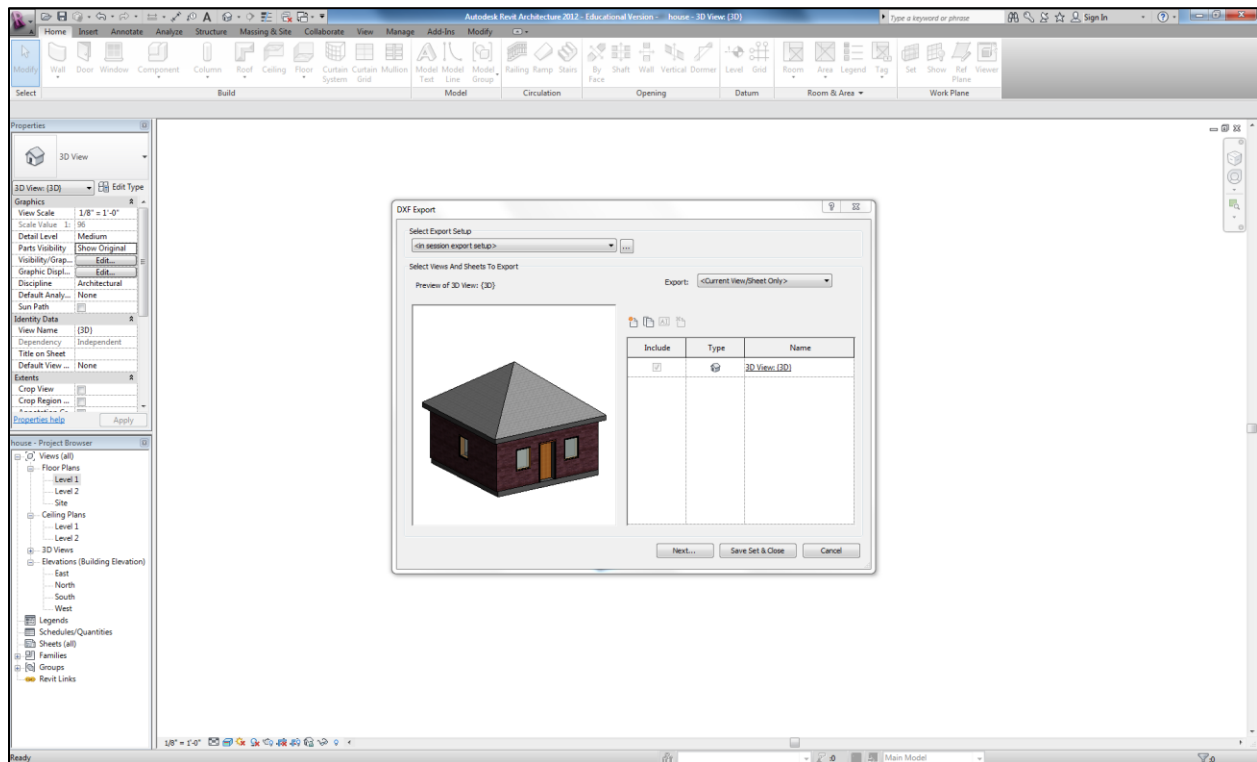 Autodesk Revit Architecture 2012 - Educational Version - house - 3D View: {3D}
Type a keyword or phrase
Sign In
Home Insert Annotate Analyze Structure Massing & Site Collaborate View Manage Add-Ins Modify
Modify Wall Door Window Component Column Roof Ceiling Floor Curtain System Curtain Grid Mullion Model Text Model Line Model Group Railing Ramp Stairs By Face Shaft Wall Vertical Dormer Level Grid Room Area Legend Tag Set Show Ref Plane Viewer
Select Build Model Circulation Opening Datum Room & Area Work Plane
Properties
3D View
3D View: {3D} Edit Type
Graphics
View Scale 1/8" = 1'-0"
Scale Value 1: 96
Detail Level Medium
Parts Visibility Show Original
Visibility/Grap... Edit...
Graphic Displ... Edit...
Discipline Architectural
Default Analy... None
Sun Path
Identity Data
View Name {3D}
Dependency Independent
Title on Sheet
Default View ... None
Extents
Crop View
Crop Region ...
Properties help Apply
house - Project Browser
Views (all)
Floor Plans
Level 1
Level 2
Site
Ceiling Plans
Level 1
Level 2
3D Views
Elevations (Building Elevation)
East
North
South
West
Legends
Schedules/Quantities
Sheets (all)
Families
Groups
Revit Links
DXF Export
Select Export Setup
<in session export setup>
...
Select Views And Sheets To Export
Preview of 3D View: {3D}
Export: <Current View/Sheet Only>
Include Type Name
3D View: {3D}
Next... Save Set & Close Cancel
1/8" = 1'-0"
Ready
:0 Main Model :0